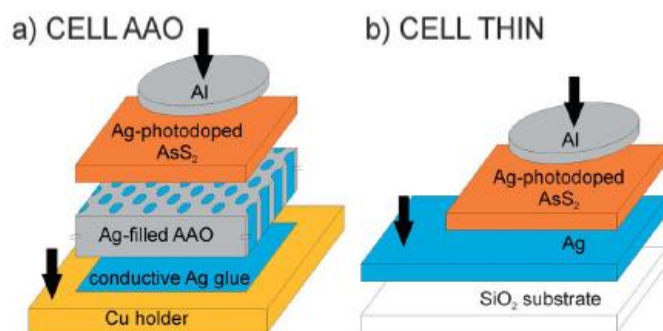 a) CELL AAO
Al
Ag-photodoped
AsS₂
Ag-filled AAO
conductive Ag glue
Cu holder
b) CELL THIN
Al
Ag-photodoped
AsS₂
Ag
SiO₂ substrate